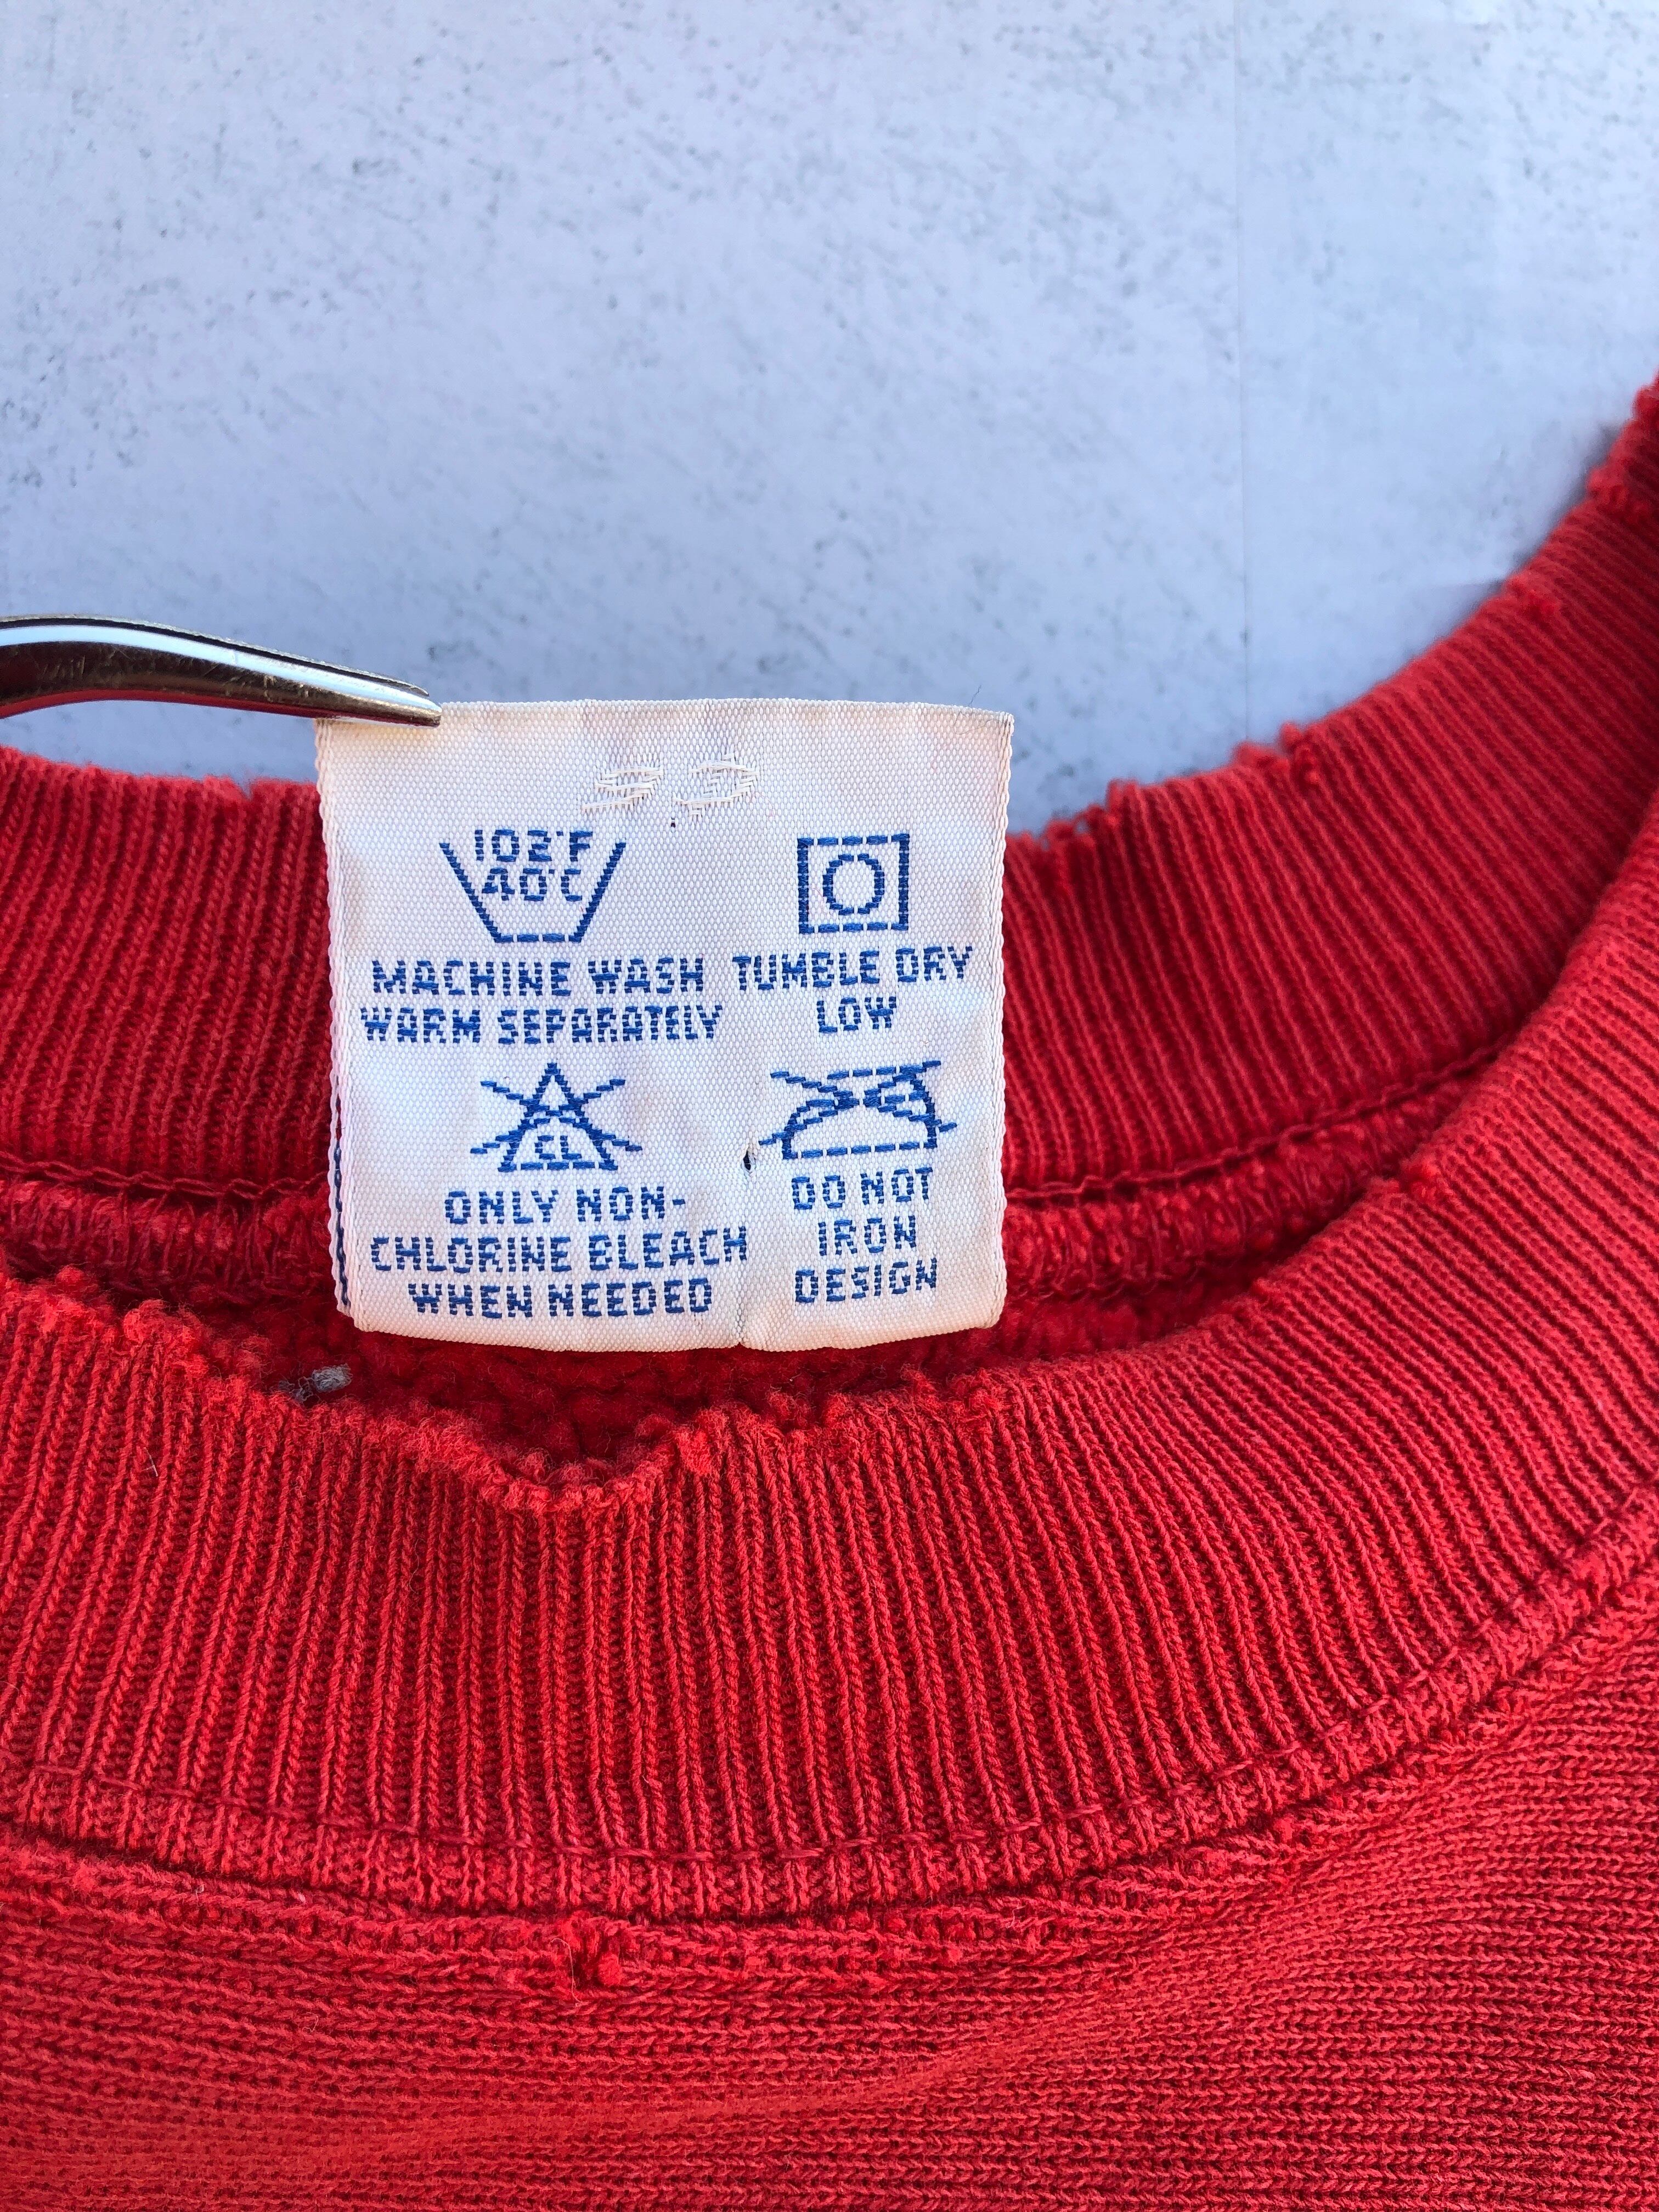 102°F
40°C
MACHINE WASH
WARM SEPARATELY
TUMBLE DRY
LOW
CL
ONLY NON-
CHLORINE BLEACH
WHEN NEEDED
DO NOT
IRON
DESIGN